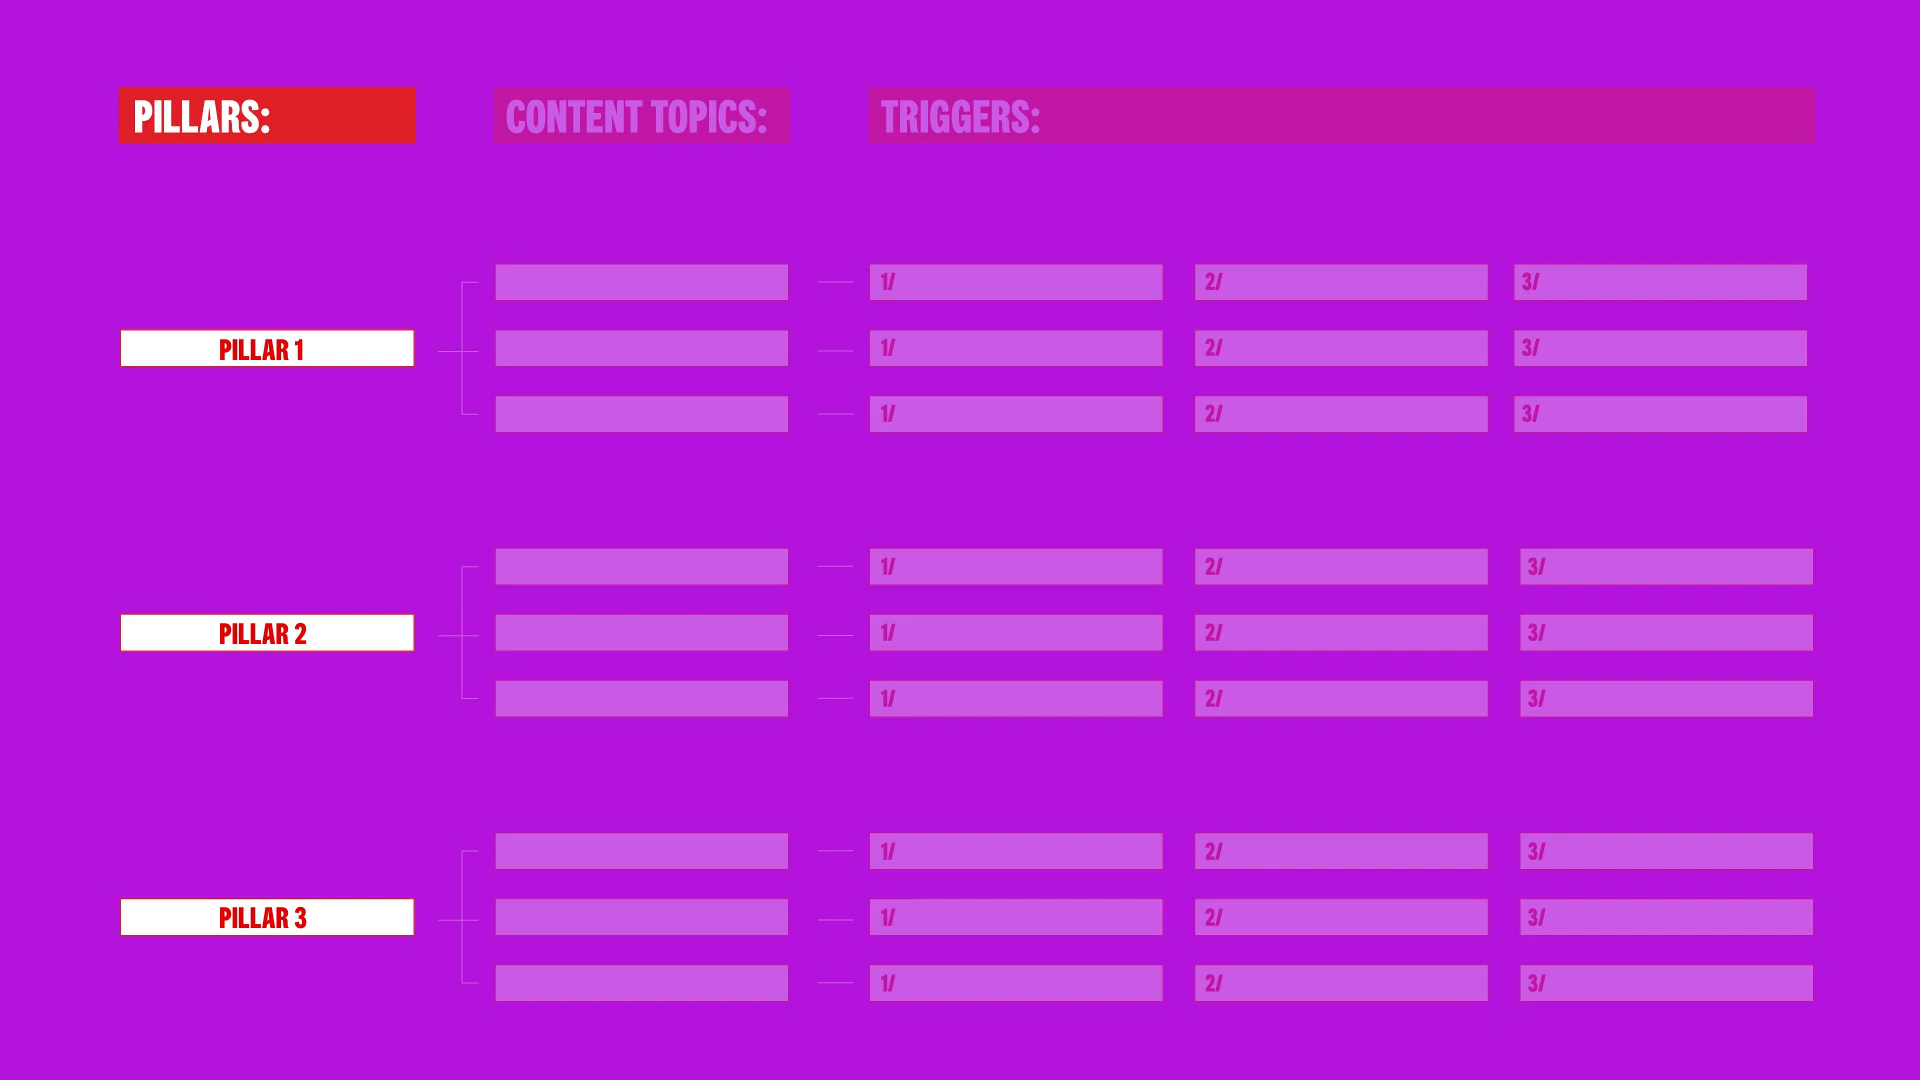 PILLARS: CONTENT TOPICS: TRIGGERS:
1/ 2/ 3/
PILLAR 1 1/ 2/ 3/
1/ 2/ 3/
1/ 2/ 3/
PILLAR 2 1/ 2/ 3/
1/ 2/ 3/
1/ 2/ 3/
PILLAR 3 1/ 2/ 3/
1/ 2/ 3/